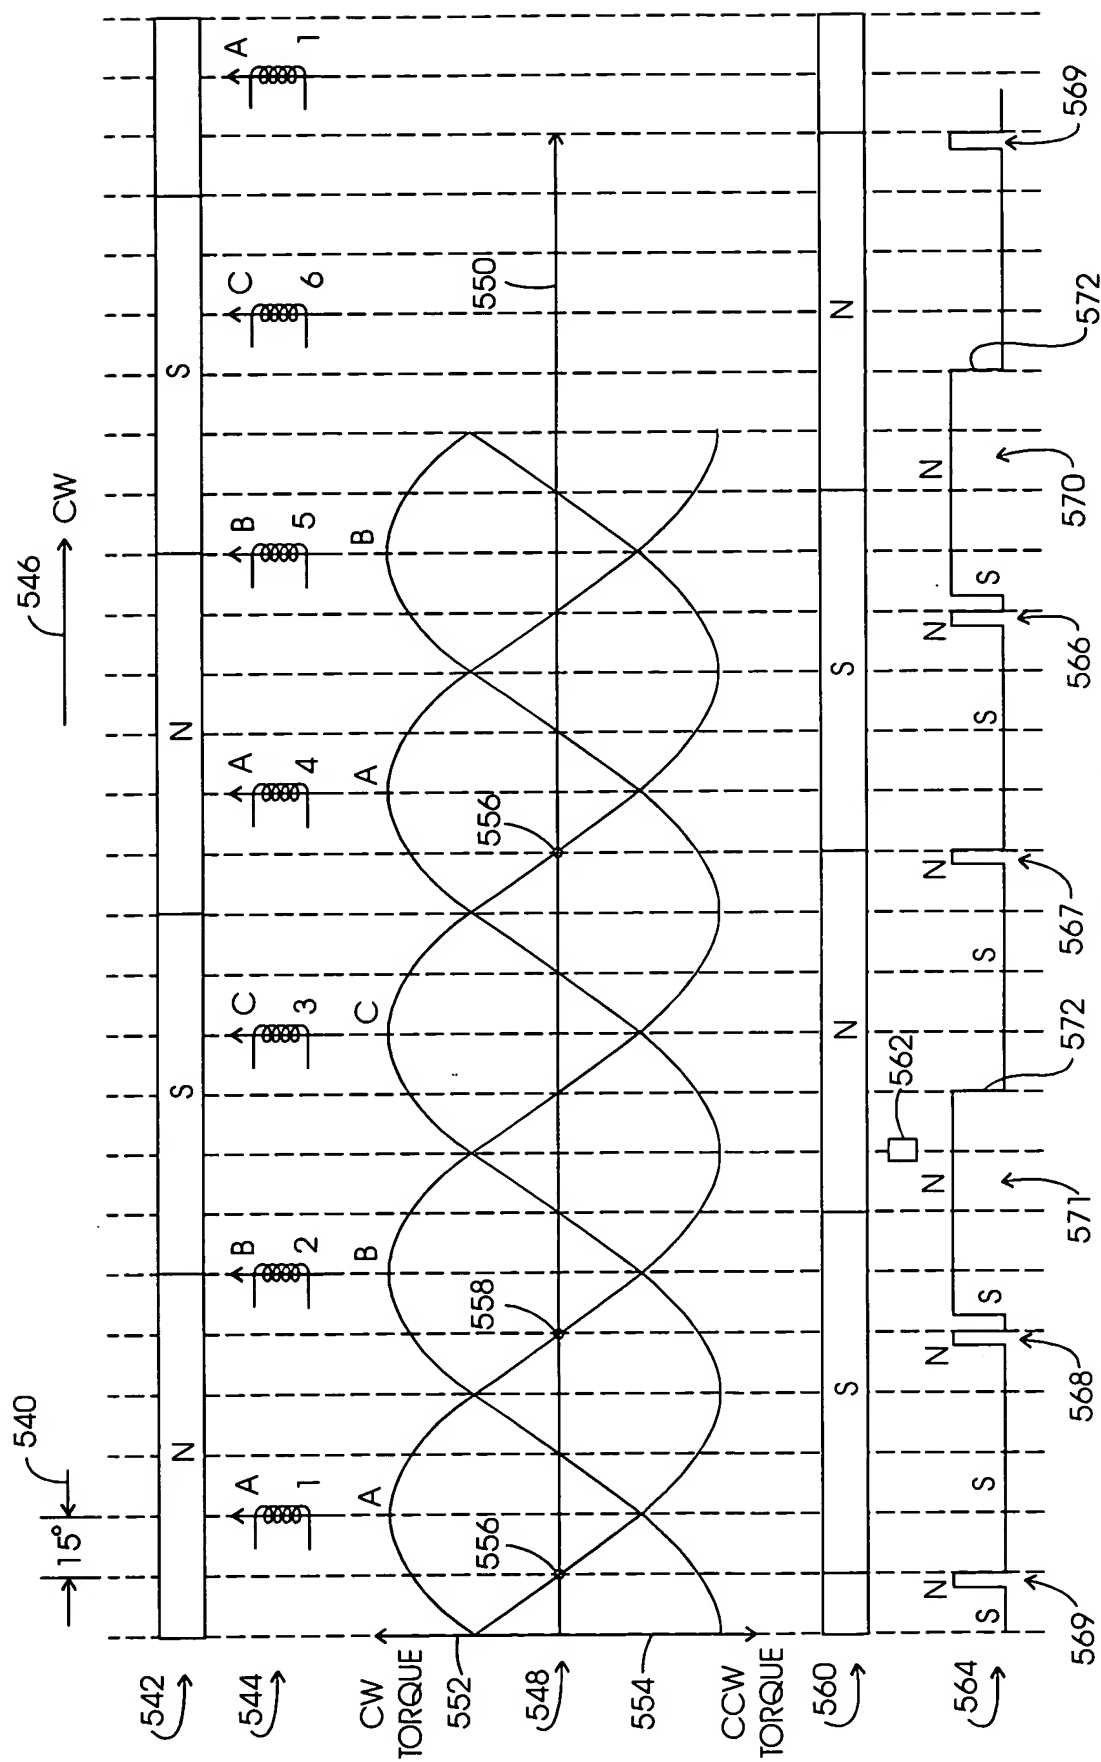 540 546
15° CW
542 N S N S
A B C A B C A
544 1 2 3 4 5 6 1
CW A B C A B
TORQUE
552 556 558 556 550
548
554
CCW
TORQUE
560 S N S N
562
N N N N N N
564 S S S S S S
569 568 571 572 567 566 570 572 569